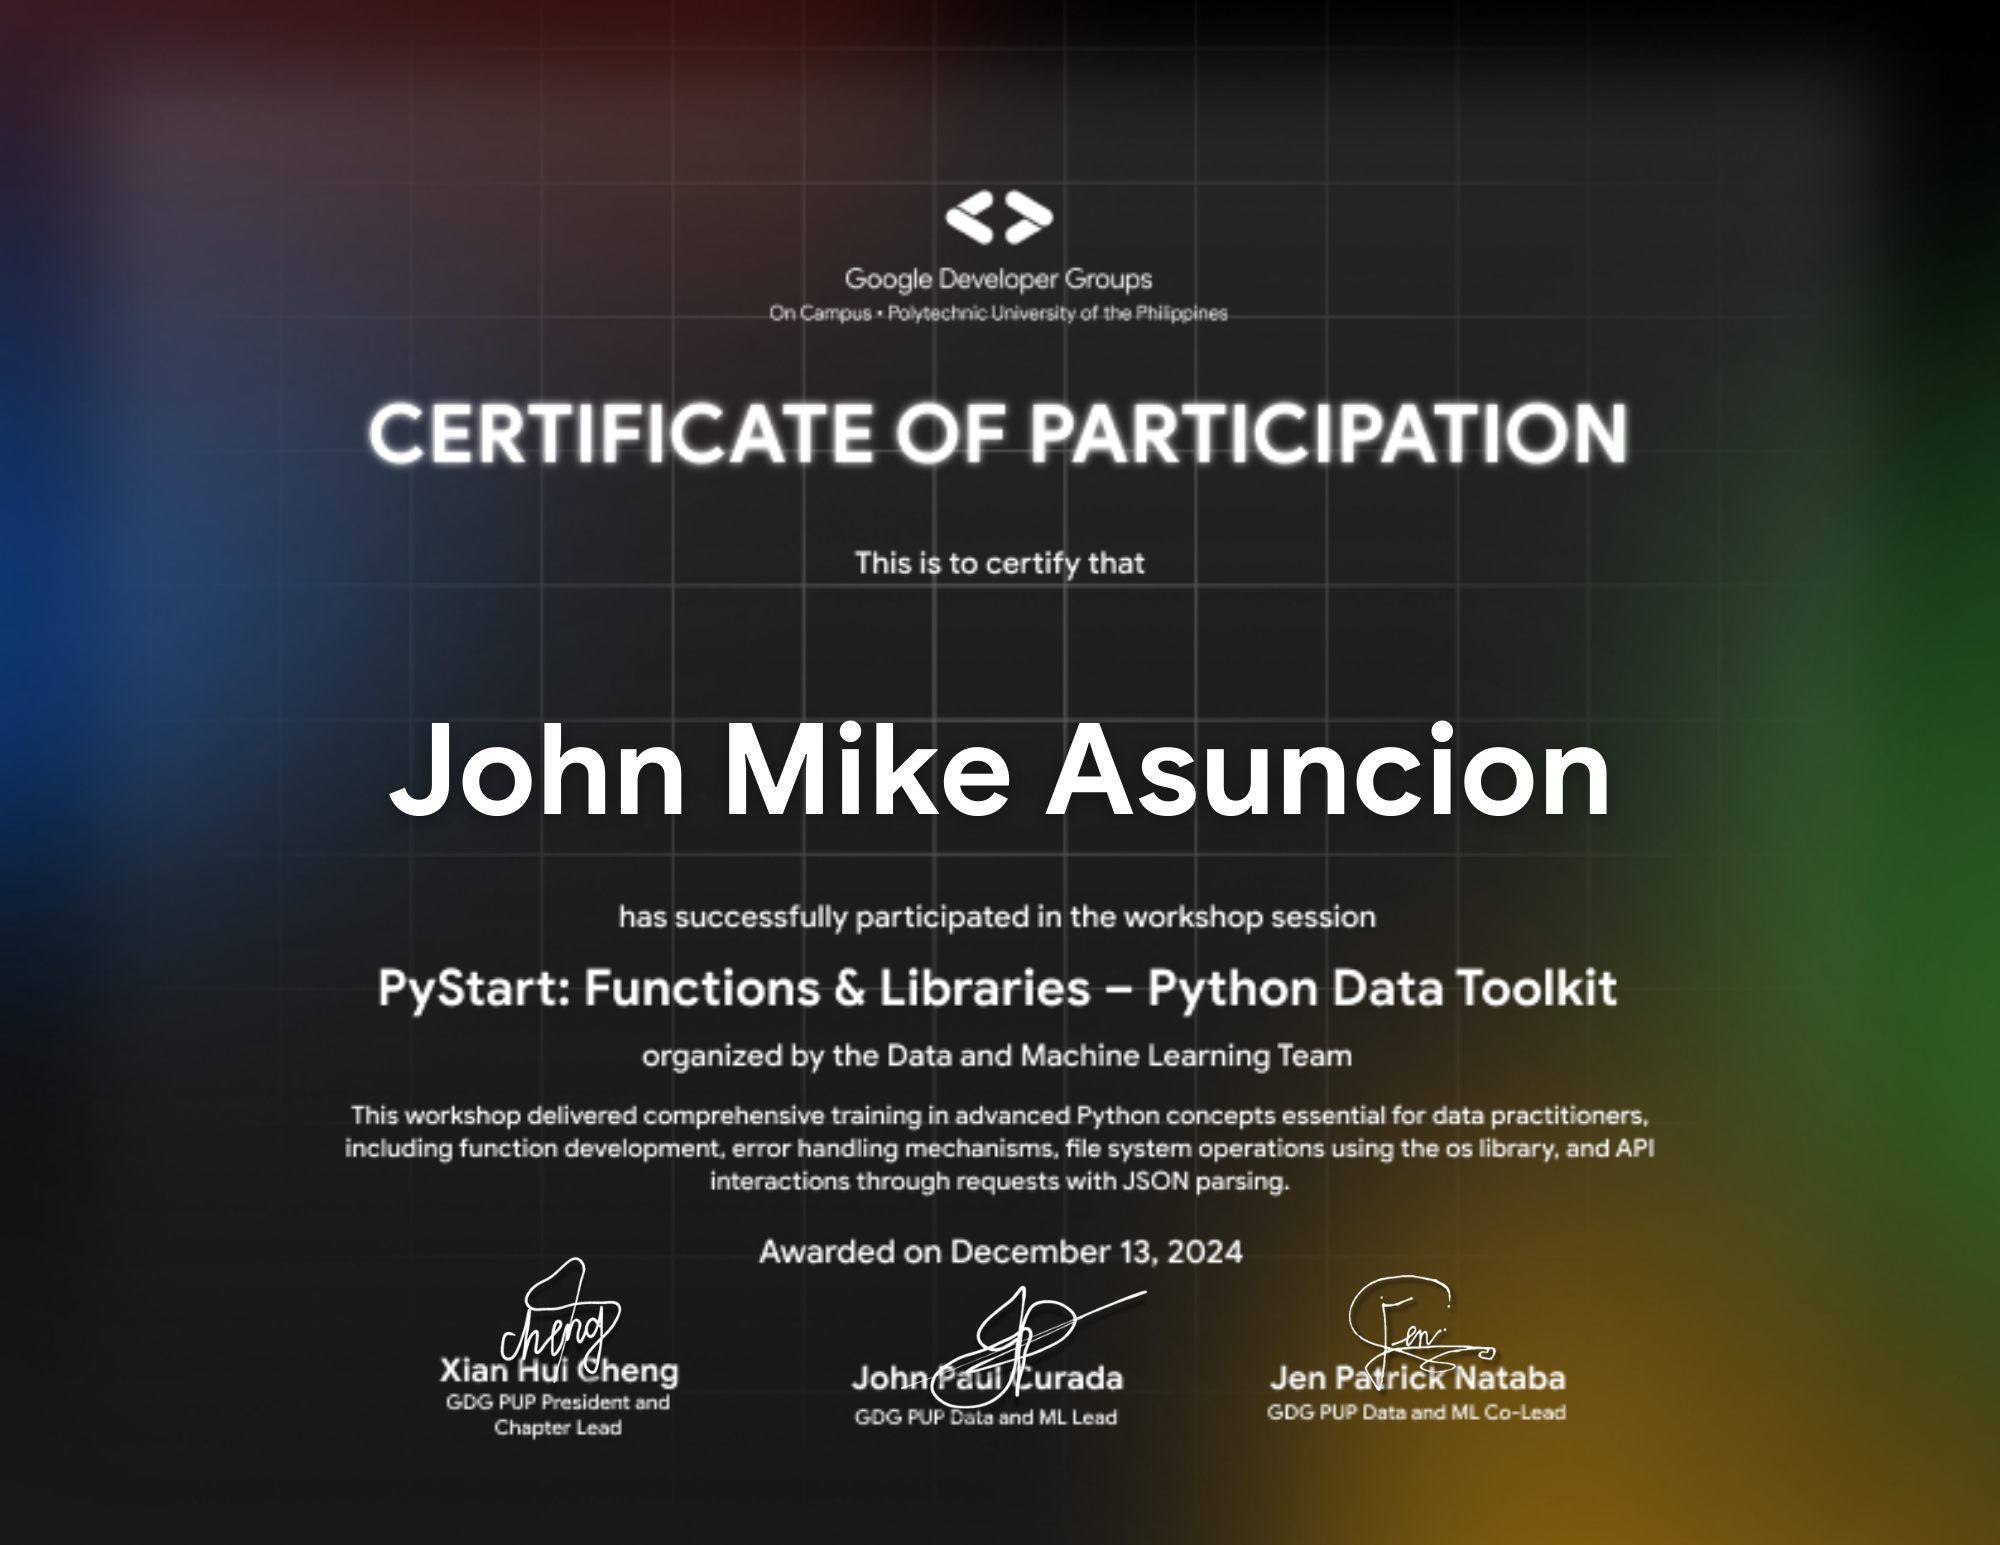 Google Developer Groups
On Campus • Polytechnic University of the Philippines
CERTIFICATE OF PARTICIPATION
This is to certify that
John Mike Asuncion
has successfully participated in the workshop session
PyStart: Functions & Libraries – Python Data Toolkit
organized by the Data and Machine Learning Team
This workshop delivered comprehensive training in advanced Python concepts essential for data practitioners,
including function development, error handling mechanisms, file system operations using the os library, and API
interactions through requests with JSON parsing.
Awarded on December 13, 2024
Cheng
Xian Hui Cheng
GDG PUP President and
Chapter Lead
JP
John Paul Curada
GDG PUP Data and ML Lead
Jen
Jen Patrick Nataba
GDG PUP Data and ML Co-Lead